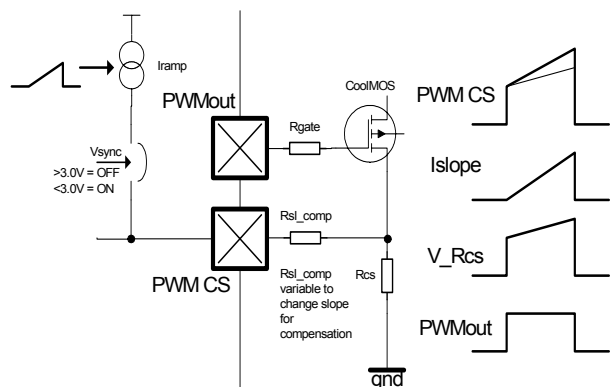 Iramp
CoolMOS
PWMout
PWM CS
Rgate
Vsync
>3.0V = OFF
<3.0V = ON
Islope
Rsl_comp
V_Rcs
PWM CS
Rsl_comp
variable to
change slope
for
compensation
Rcs
PWMout
gnd